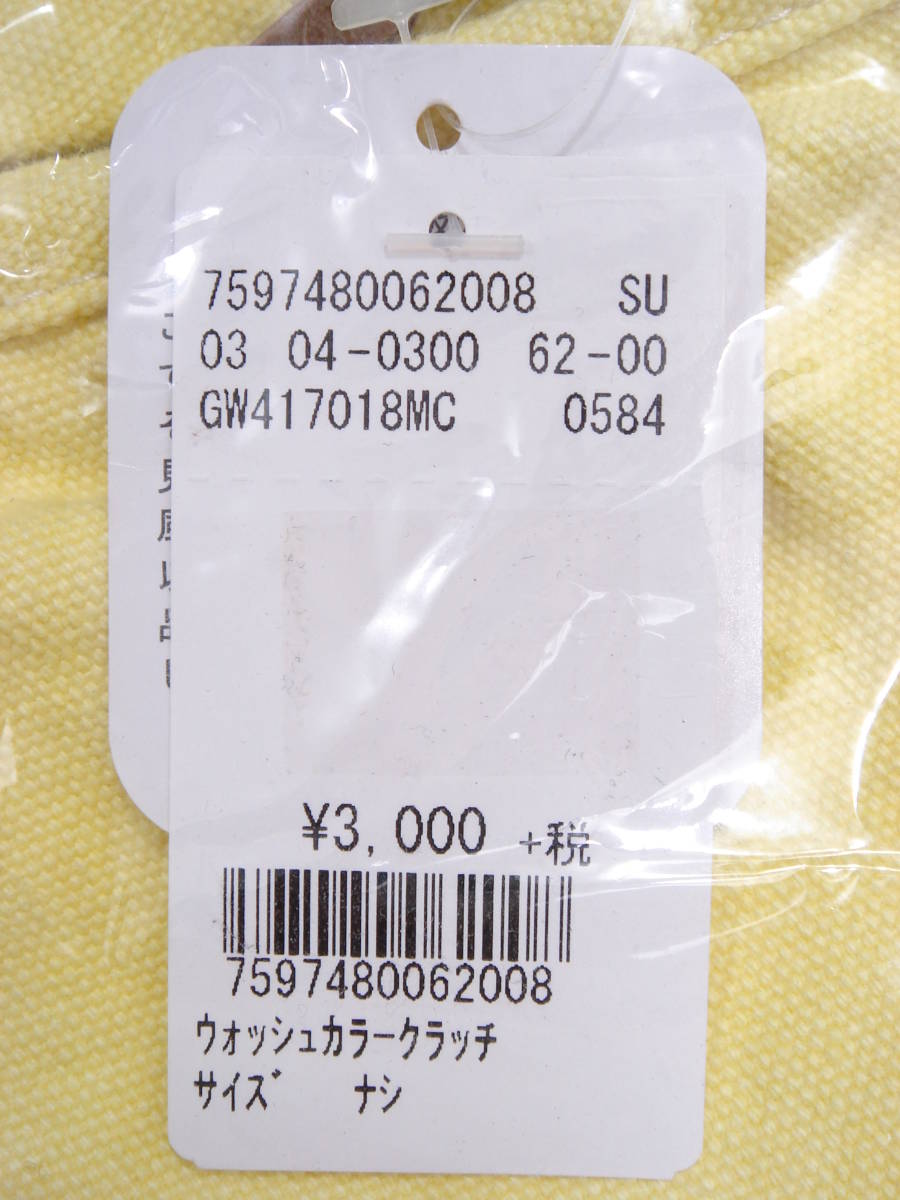 7597480062008 SU
03 04-0300 62-00
GW417018MC 0584
¥3,000 +税
7597480062008
ウォッシュカラークラッチ
サイズ ナシ